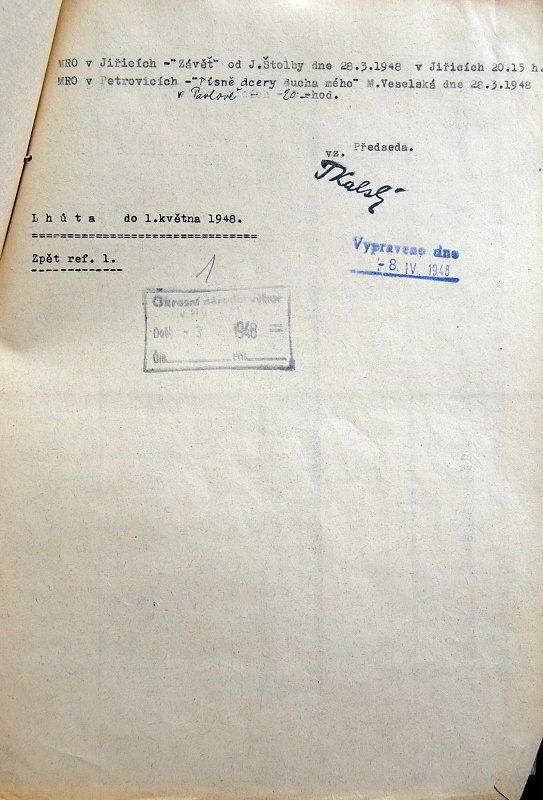 MRO v Jiřicích -"Závěť" od J.Štolby dne 28.3.1948 v Jiřicích 20.15 h.
MRO v Petrovicích -"Písně dcery ducha mého" M.Veselská dne 28.3.1948
v Pavlově - 20 - hod.
vz. Předseda.
L h ů t a do 1.května 1948.
Zpět ref. 1.
1
Vypraveno dne
- 8. IV. 1948
Okresní národní výbor
Došl. - 3 1948